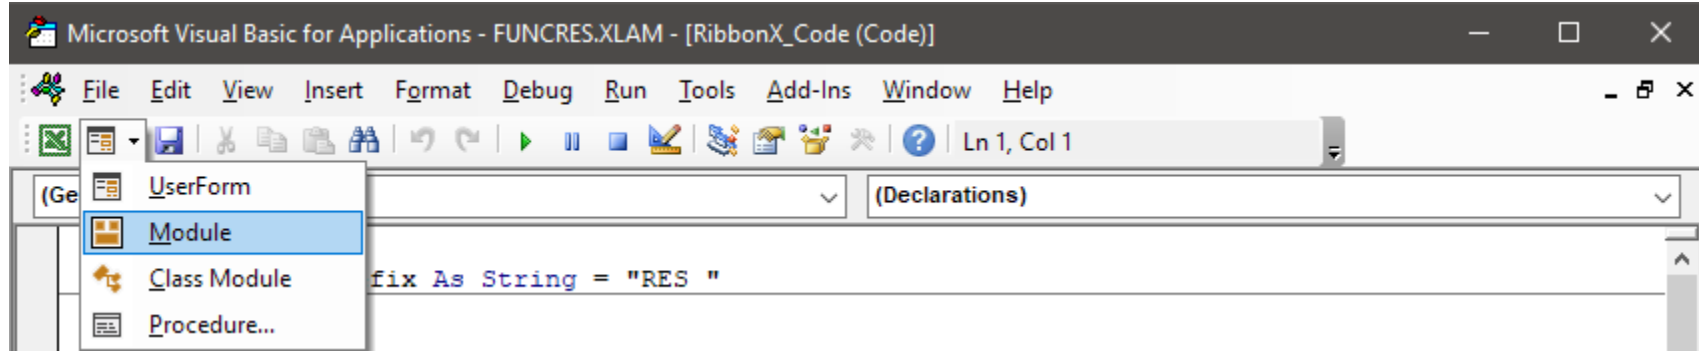 Microsoft Visual Basic for Applications - FUNCRES.XLAM - [RibbonX_Code (Code)]
File Edit View Insert Format Debug Run Tools Add-Ins Window Help
Ln 1, Col 1
(Ge (Declarations)
UserForm
Module
Class Module
fix As String = "RES "
Procedure...